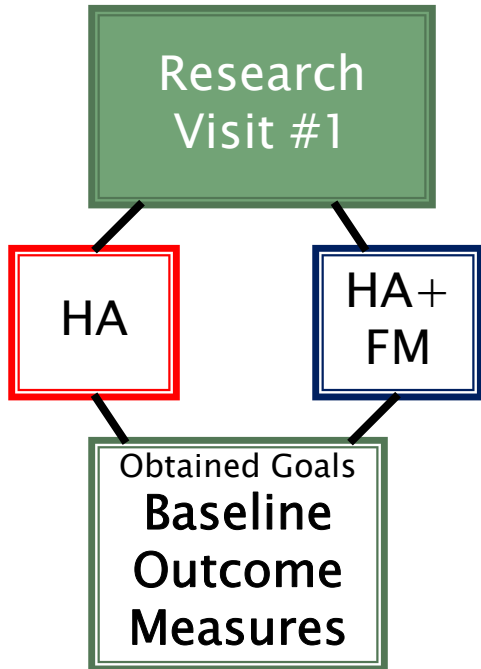 Research
Visit #1
HA
HA+
FM
Obtained Goals
Baseline
Outcome
Measures